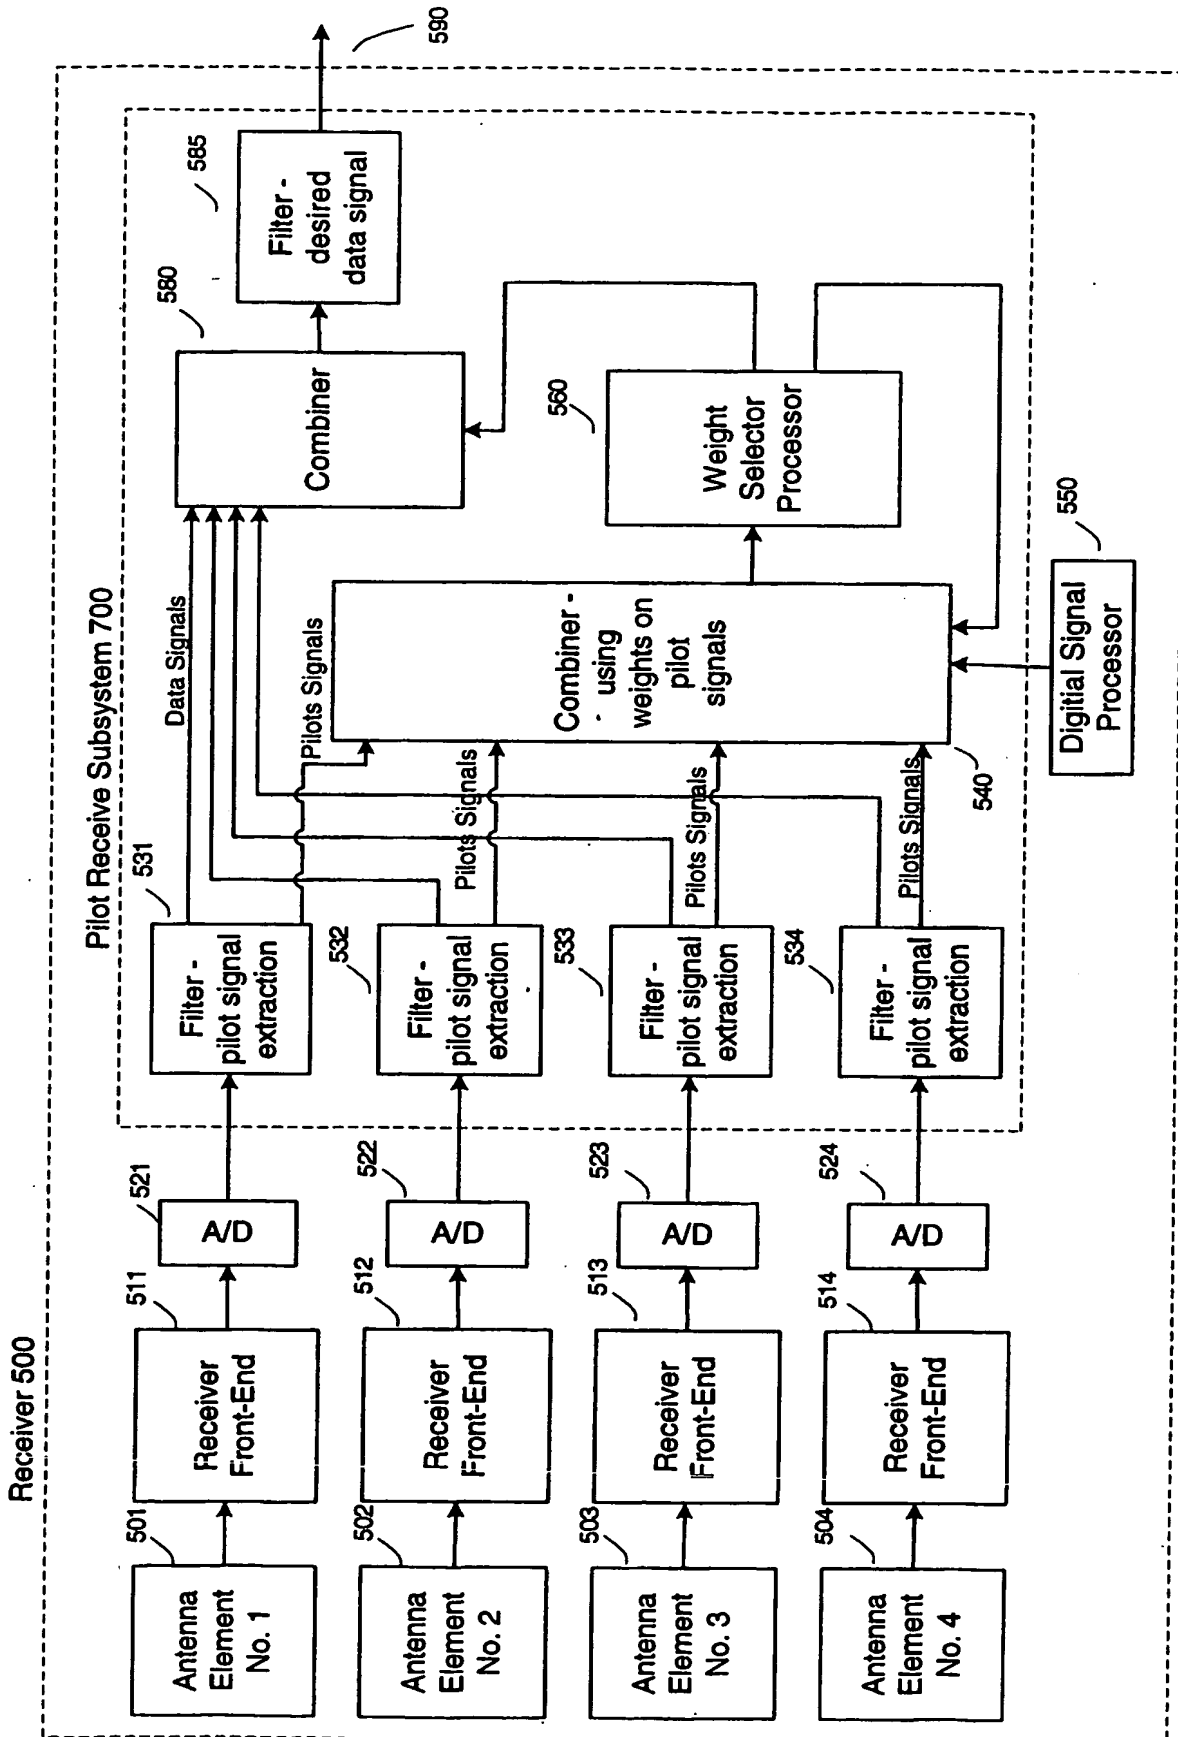 Receiver 500
Pilot Receive Subsystem 700
501
Antenna
Element
No. 1
511
Receiver
Front-End
521
A/D
531
Filter -
pilot signal
extraction
Data Signals
Pilots Signals
502
Antenna
Element
No. 2
512
Receiver
Front-End
522
A/D
532
Filter -
pilot signal
extraction
Pilots Signals
503
Antenna
Element
No. 3
513
Receiver
Front-End
523
A/D
533
Filter -
pilot signal
extraction
Pilots Signals
504
Antenna
Element
No. 4
514
Receiver
Front-End
524
A/D
534
Filter -
pilot signal
extraction
Pilots Signals
Combiner -
using
weights on
pilot
signals
540
Digitial Signal
Processor
550
560
Weight
Selector
Processor
580
Combiner
585
Filter -
desired
data signal
590